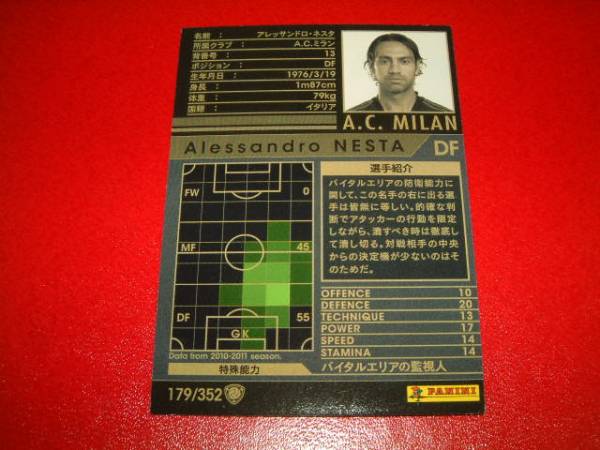 名前 : アレッサンドロ・ネスタ
所属クラブ : A.C.ミラン
背番号 : 13
ポジション : DF
生年月日 : 1976/3/19
身長 : 1m87cm
体重 : 79kg
国籍 : イタリア
A.C. MILAN
Alessandro NESTA DF
選手紹介
バイタルエリアの防衛能力に
関して、この名手の右に出る選
手は皆無に等しい。的確な判
断でアタッカーの行動を限定
しながら、潰すべき時は徹底し
て潰し切る。対戦相手の中央
からの決定機が少ないのはそ
のためだ。
FW 0
MF 45
DF 55
GK
Data from 2010-2011 season.
OFFENCE 10
DEFENCE 20
TECHNIQUE 13
POWER 17
SPEED 14
STAMINA 14
特殊能力 バイタルエリアの監視人
179/352
PANINI